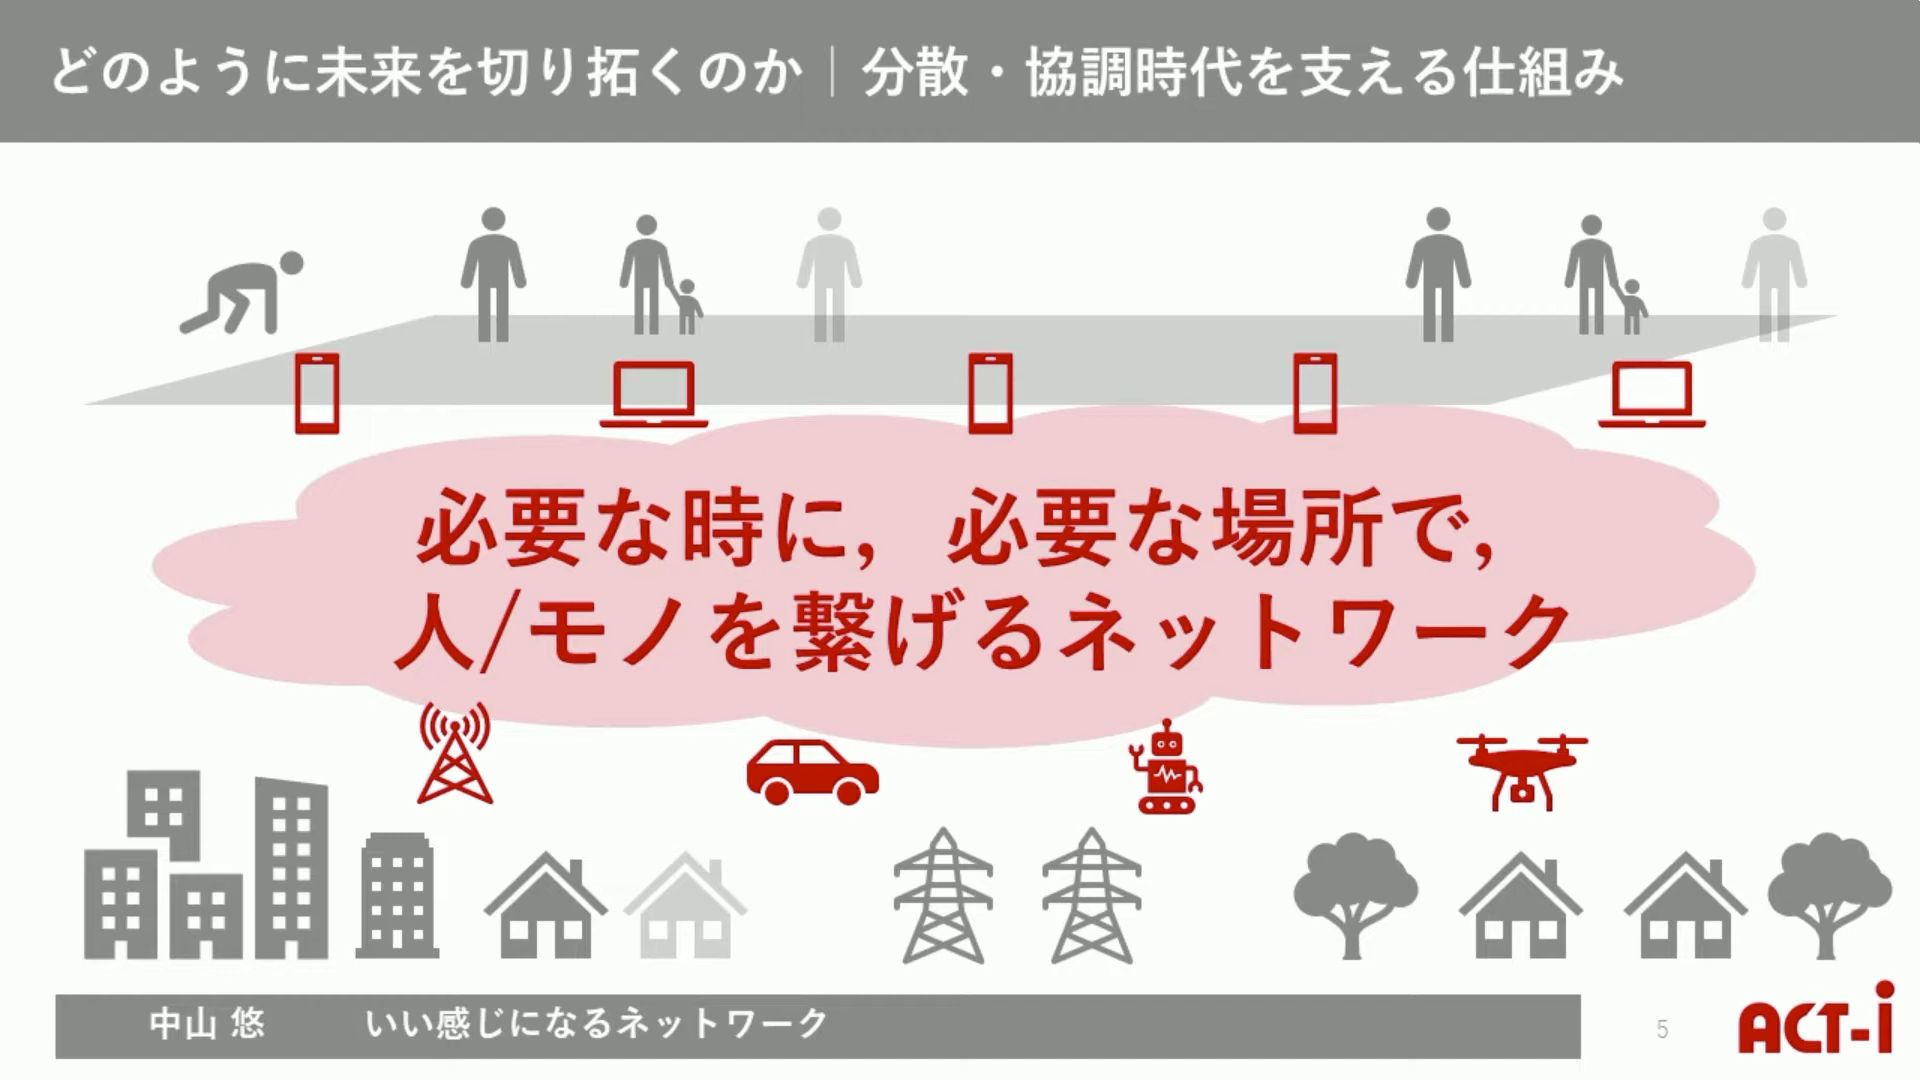 どのように未来を切り拓くのか｜分散・協調時代を支える仕組み
必要な時に，必要な場所で，
人/モノを繋げるネットワーク
中山 悠　いい感じになるネットワーク
5
ACT-i